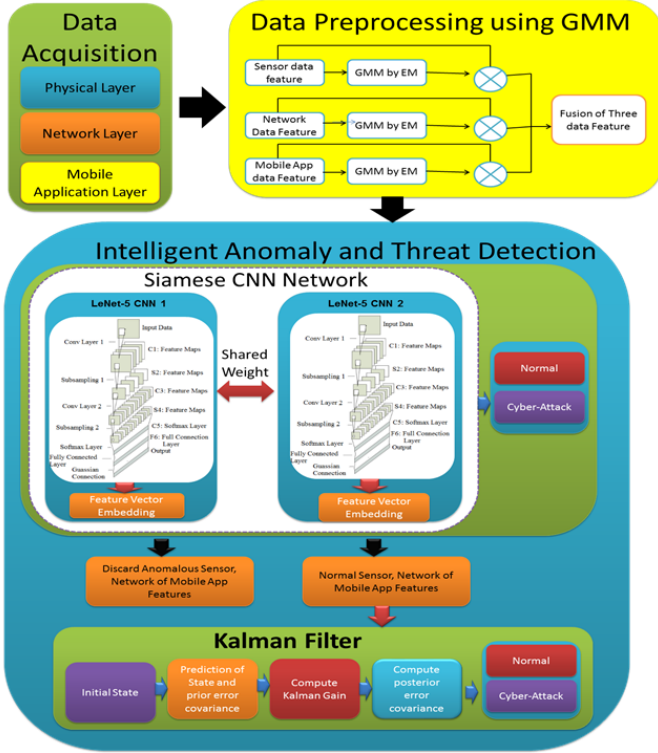 Data
Acquisition
Physical Layer
Network Layer
Mobile
Application Layer
Data Preprocessing using GMM
Sensor data
feature
GMM by EM
Network
Data Feature
GMM by EM
Mobile App
data Feature
GMM by EM
Fusion of Three
data Feature
Intelligent Anomaly and Threat Detection
Siamese CNN Network
LeNet-5 CNN 1
Input Data
Conv Layer 1
C1: Feature Maps
Subsampling 1
S2: Feature Maps
C3: Feature Maps
Conv Layer 2
S4: Feature Maps
Subsampling 2
C5: Softmax Layer
Softmax Layer
F6: Full Connection
Layer
Fully Connected
Layer
Output
Gaussian
Connection
Feature Vector
Embedding
Shared
Weight
LeNet-5 CNN 2
Input Data
Conv Layer 1
C1: Feature Maps
Subsampling 1
S2: Feature Maps
C3: Feature Maps
Conv Layer 2
S4: Feature Maps
Subsampling 2
C5: Softmax Layer
Softmax Layer
F6: Full Connection
Layer
Fully Connected
Layer
Output
Gaussian
Connection
Feature Vector
Embedding
Normal
Cyber-Attack
Discard Anomalous Sensor,
Network of Mobile App
Features
Normal Sensor, Network of
Mobile App Features
Kalman Filter
Initial State
Prediction of
State and
prior error
covariance
Compute
Kalman Gain
Compute
posterior
error
covariance
Normal
Cyber-Attack